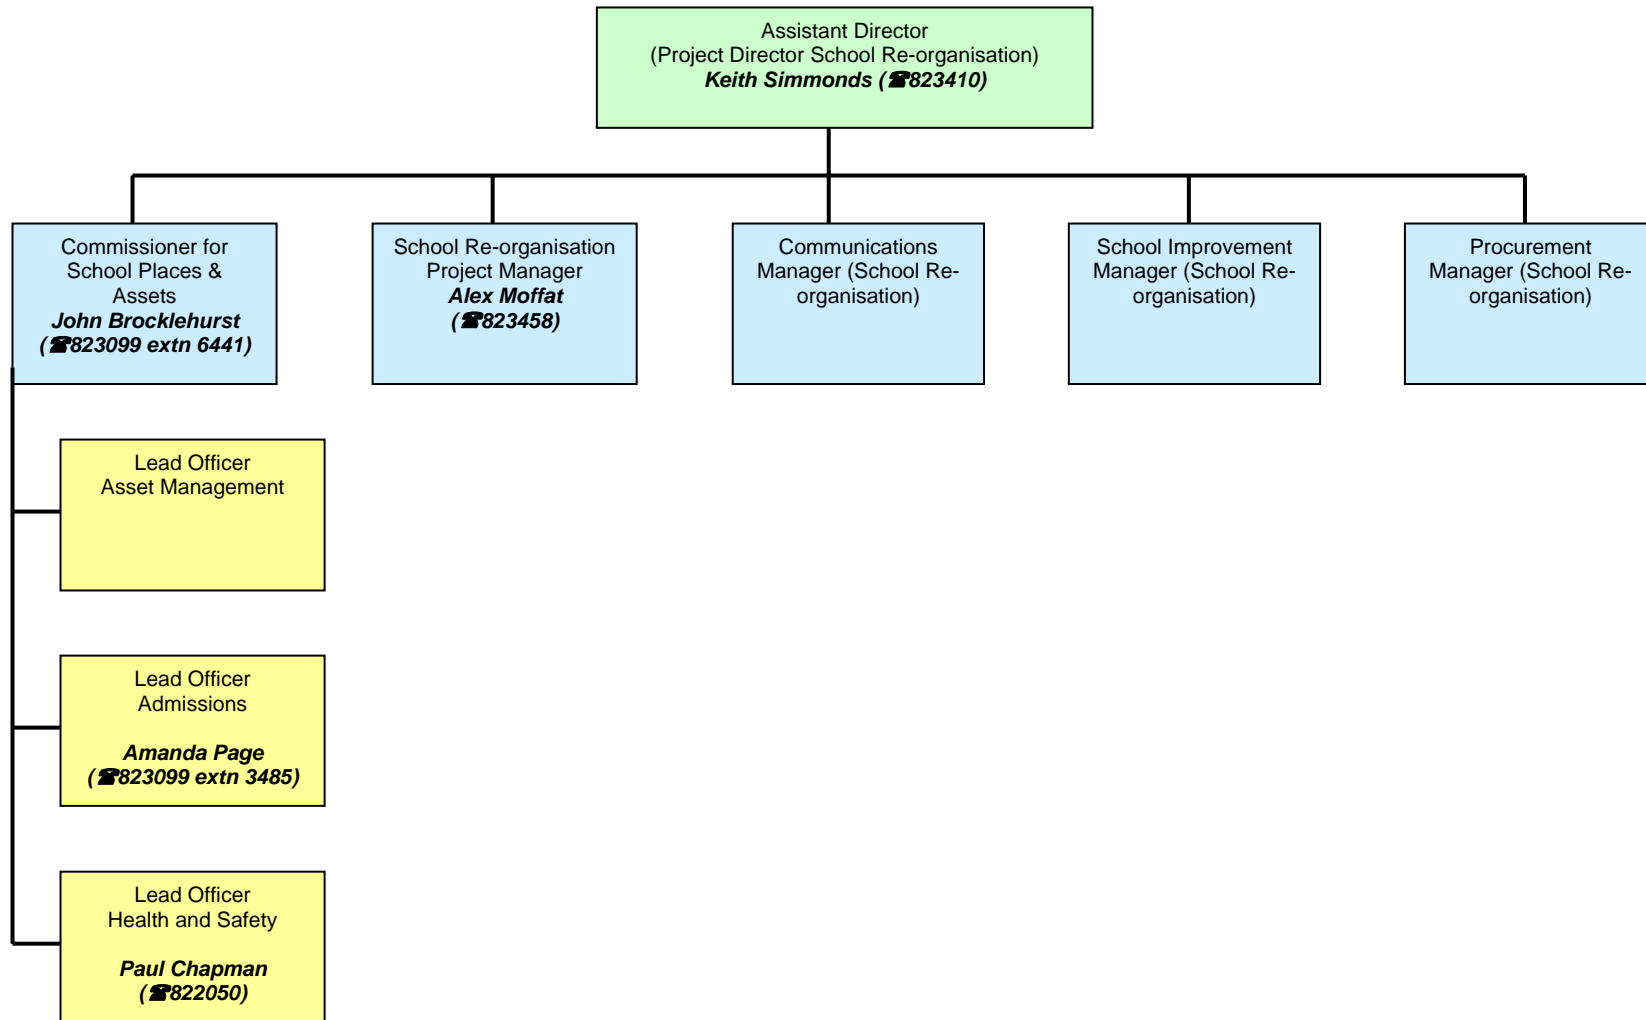 Assistant Director
(Project Director School Re-organisation)
Keith Simmonds (☎823410)
Commissioner for
School Places &
Assets
John Brocklehurst
(☎823099 extn 6441)
School Re-organisation
Project Manager
Alex Moffat
(☎823458)
Communications
Manager (School Re-
organisation)
School Improvement
Manager (School Re-
organisation)
Procurement
Manager (School Re-
organisation)
Lead Officer
Asset Management
Lead Officer
Admissions
Amanda Page
(☎823099 extn 3485)
Lead Officer
Health and Safety
Paul Chapman
(☎822050)